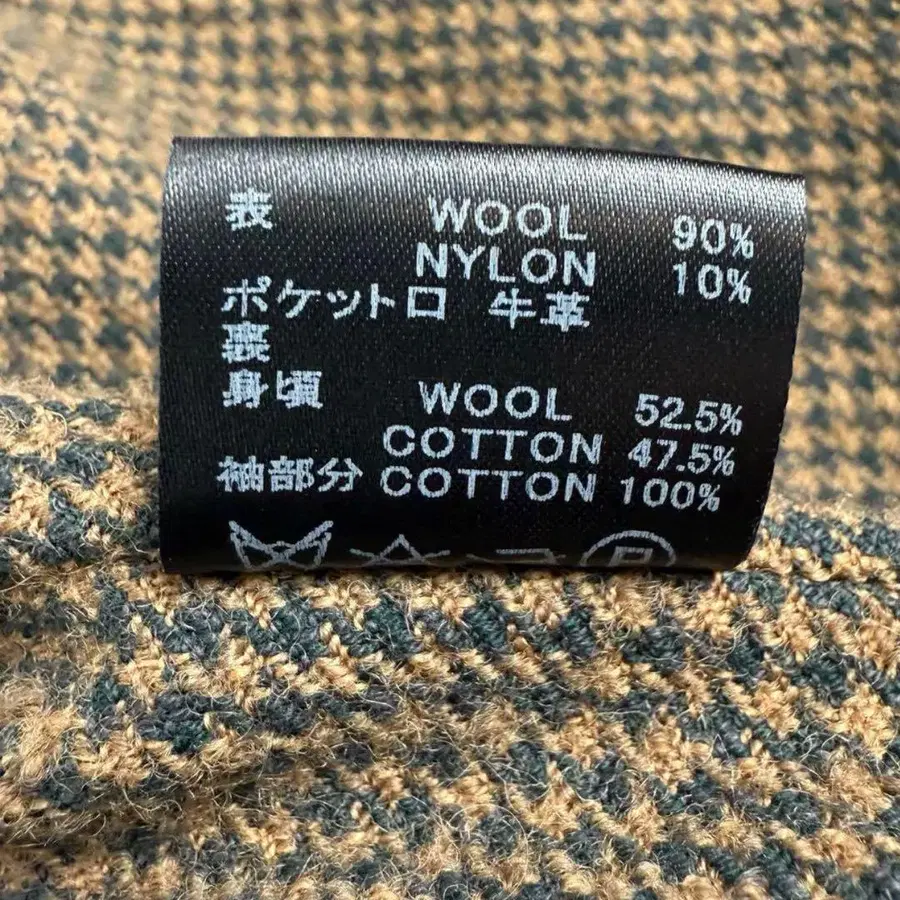 表 WOOL 90%
NYLON 10%
ポケット口 牛革
裏
身頃 WOOL 52.5%
COTTON 47.5%
袖部分 COTTON 100%